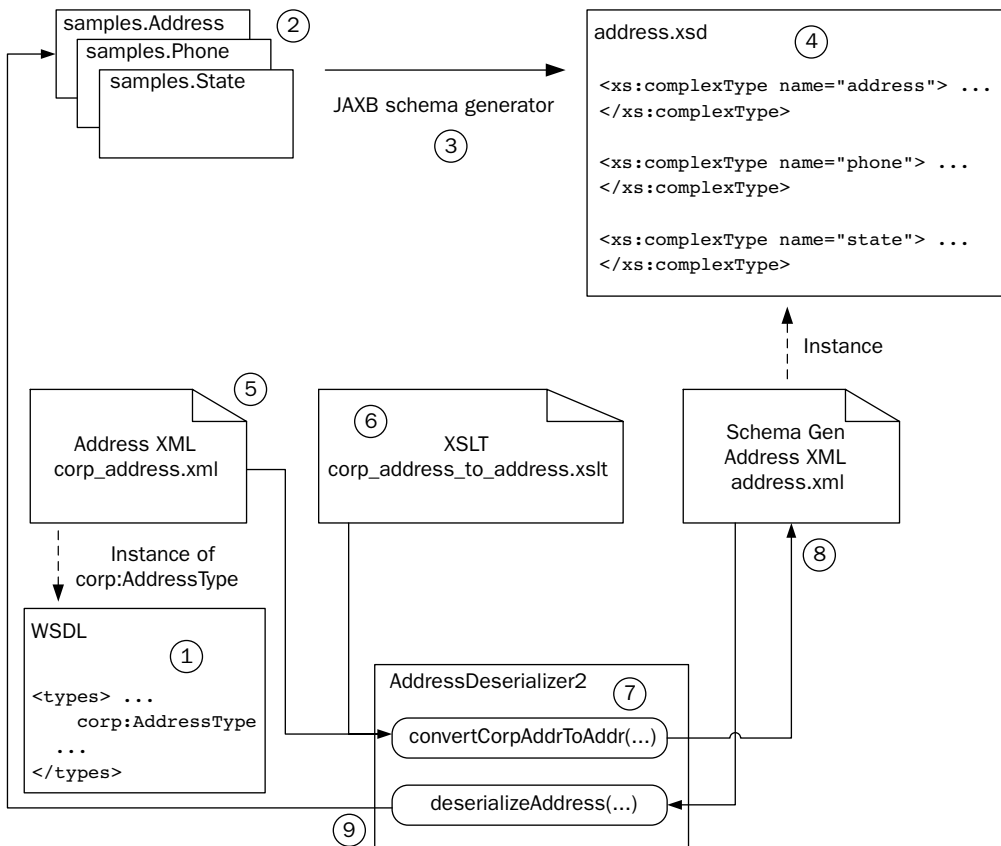 samples.Address
samples.Phone
samples.State
2
JAXB schema generator
3
address.xsd
4
<xs:complexType name="address"> ...
</xs:complexType>
<xs:complexType name="phone"> ...
</xs:complexType>
<xs:complexType name="state"> ...
</xs:complexType>
Instance
5
Address XML
corp_address.xml
6
XSLT
corp_address_to_address.xslt
Schema Gen
Address XML
address.xml
8
Instance of
corp:AddressType
WSDL
1
<types> ...
corp:AddressType
...
</types>
AddressDeserializer2
7
convertCorpAddrToAddr(...)
deserializeAddress(...)
9